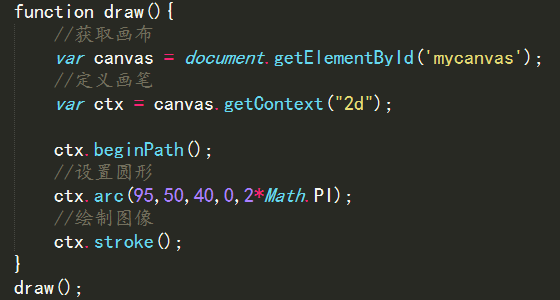 function draw(){
//获取画布
var canvas = document.getElementById('mycanvas');
//定义画笔
var ctx = canvas.getContext("2d");
ctx.beginPath();
//设置圆形
ctx.arc(95,50,40,0,2*Math.PI);
//绘制图像
ctx.stroke();
}
draw();